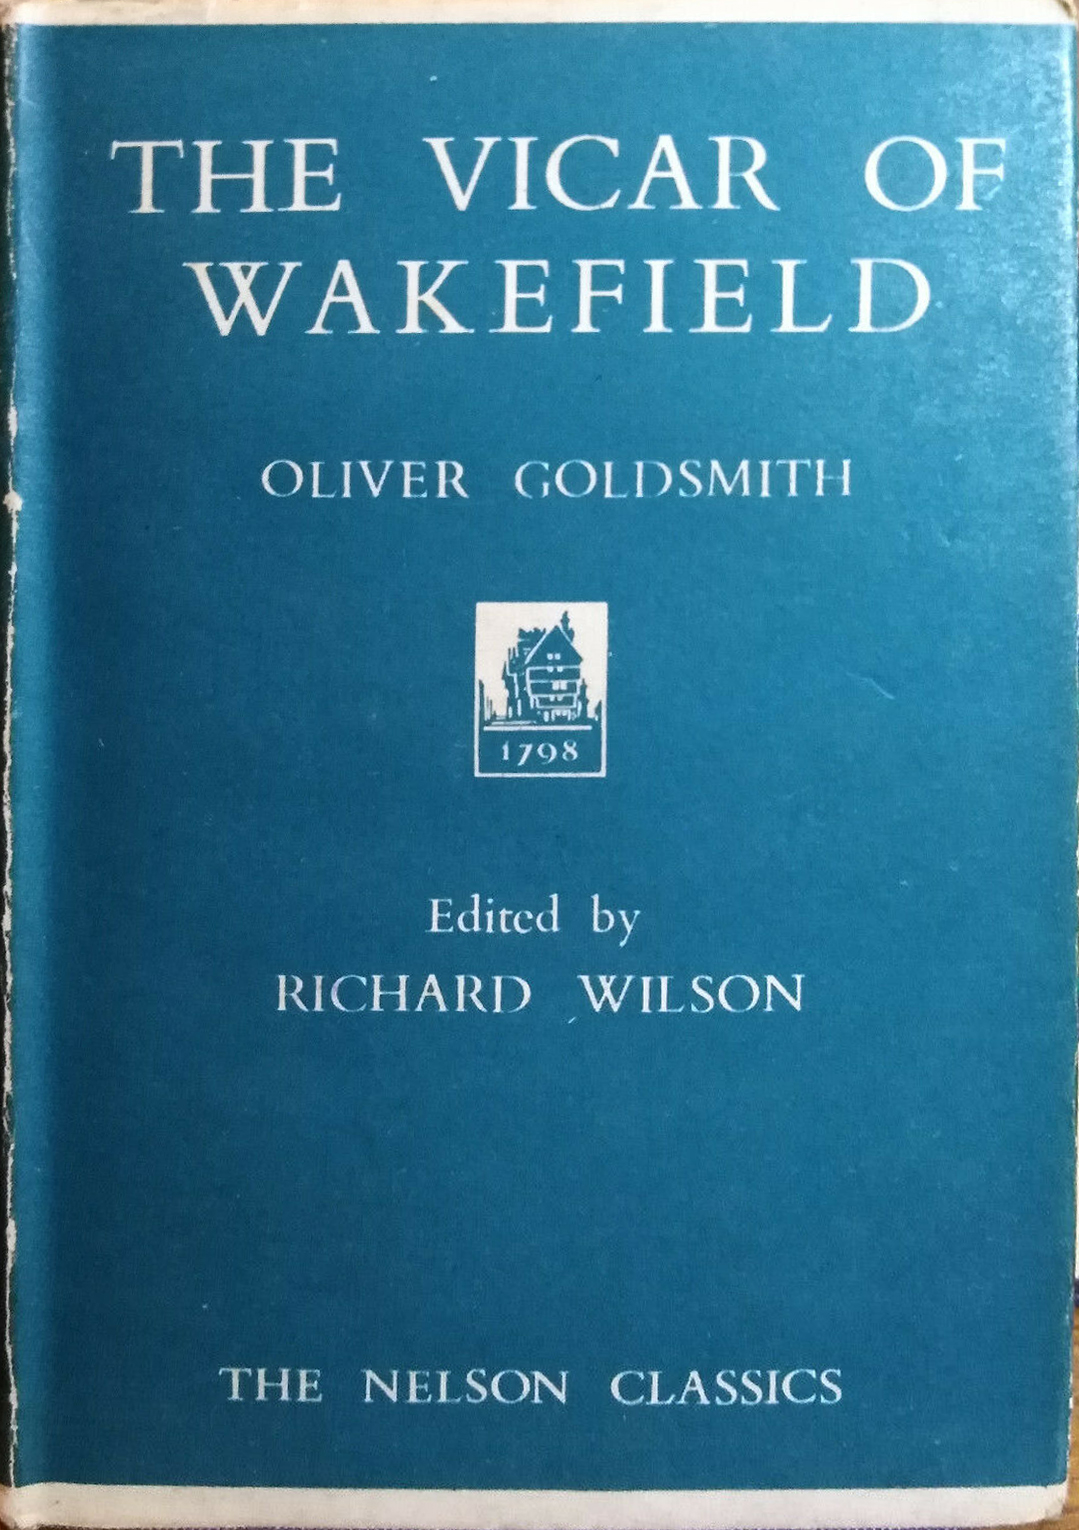 THE VICAR OF
WAKEFIELD
OLIVER GOLDSMITH
1798
Edited by
RICHARD WILSON
THE NELSON CLASSICS